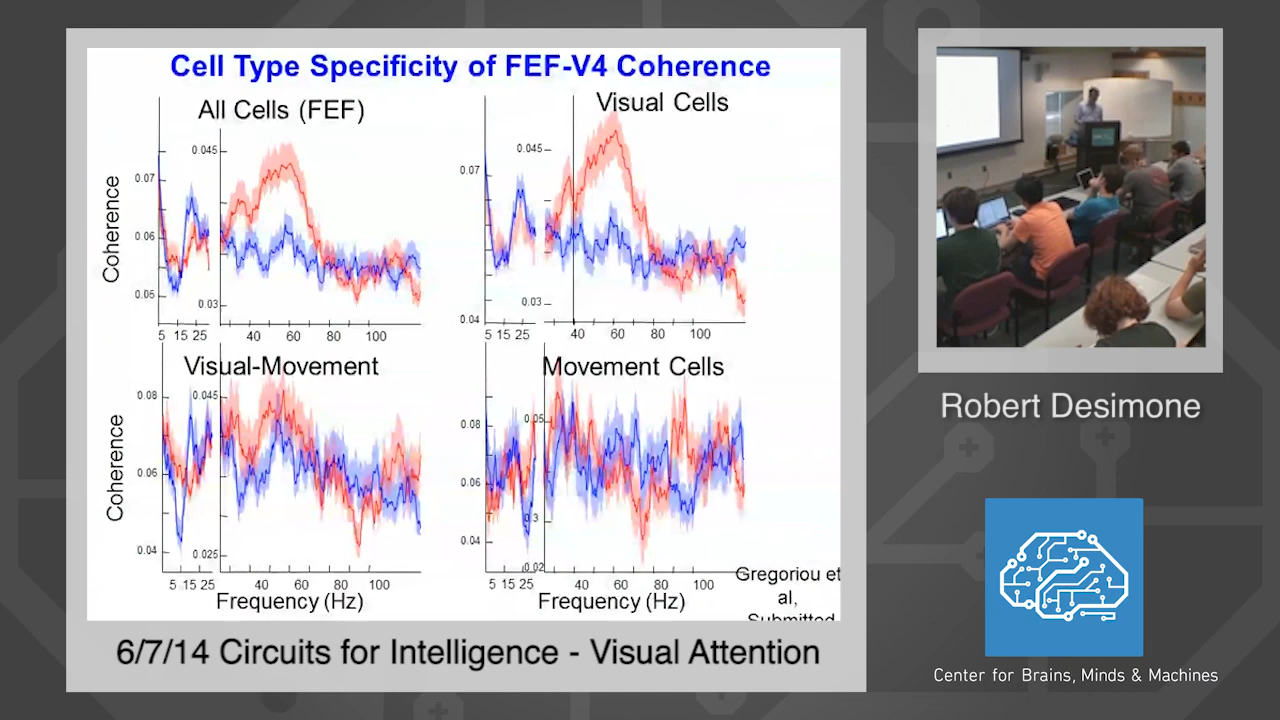 Cell Type Specificity of FEF-V4 Coherence
All Cells (FEF)
Visual Cells
0.045
0.07
0.06
0.05
0.03
Coherence
5 15 25
40 60 80 100
0.045
0.07
0.03
0.04
5 15 25
40 60 80 100
Visual-Movement
Movement Cells
0.08
0.045
0.06
0.04
0.025
Coherence
5 15 25
40 60 80 100
Frequency (Hz)
0.08
0.05
0.06
0.3
0.04
0.02
5 15 25
40 60 80 100
Frequency (Hz)
Gregoriou et
al,
Submitted
6/7/14 Circuits for Intelligence - Visual Attention
Robert Desimone
Center for Brains, Minds & Machines